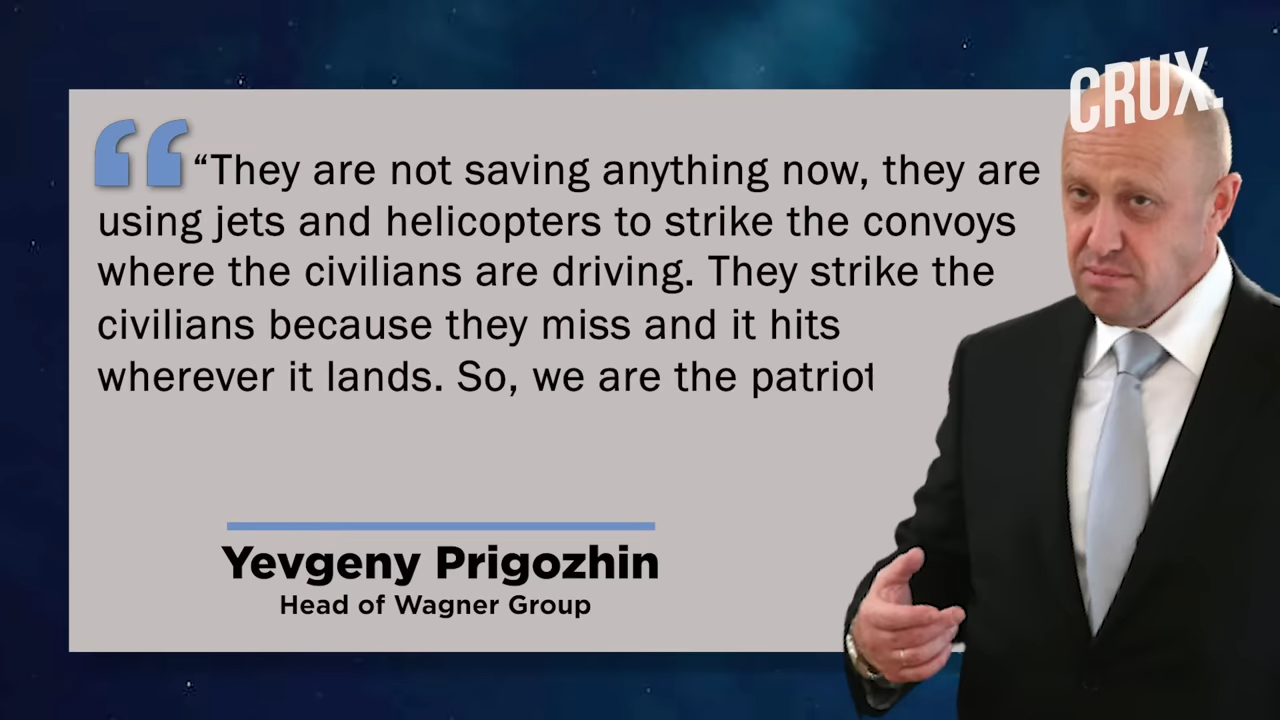 CRUX.
“They are not saving anything now, they are
using jets and helicopters to strike the convoys
where the civilians are driving. They strike the
civilians because they miss and it hits
wherever it lands. So, we are the patriot
Yevgeny Prigozhin
Head of Wagner Group